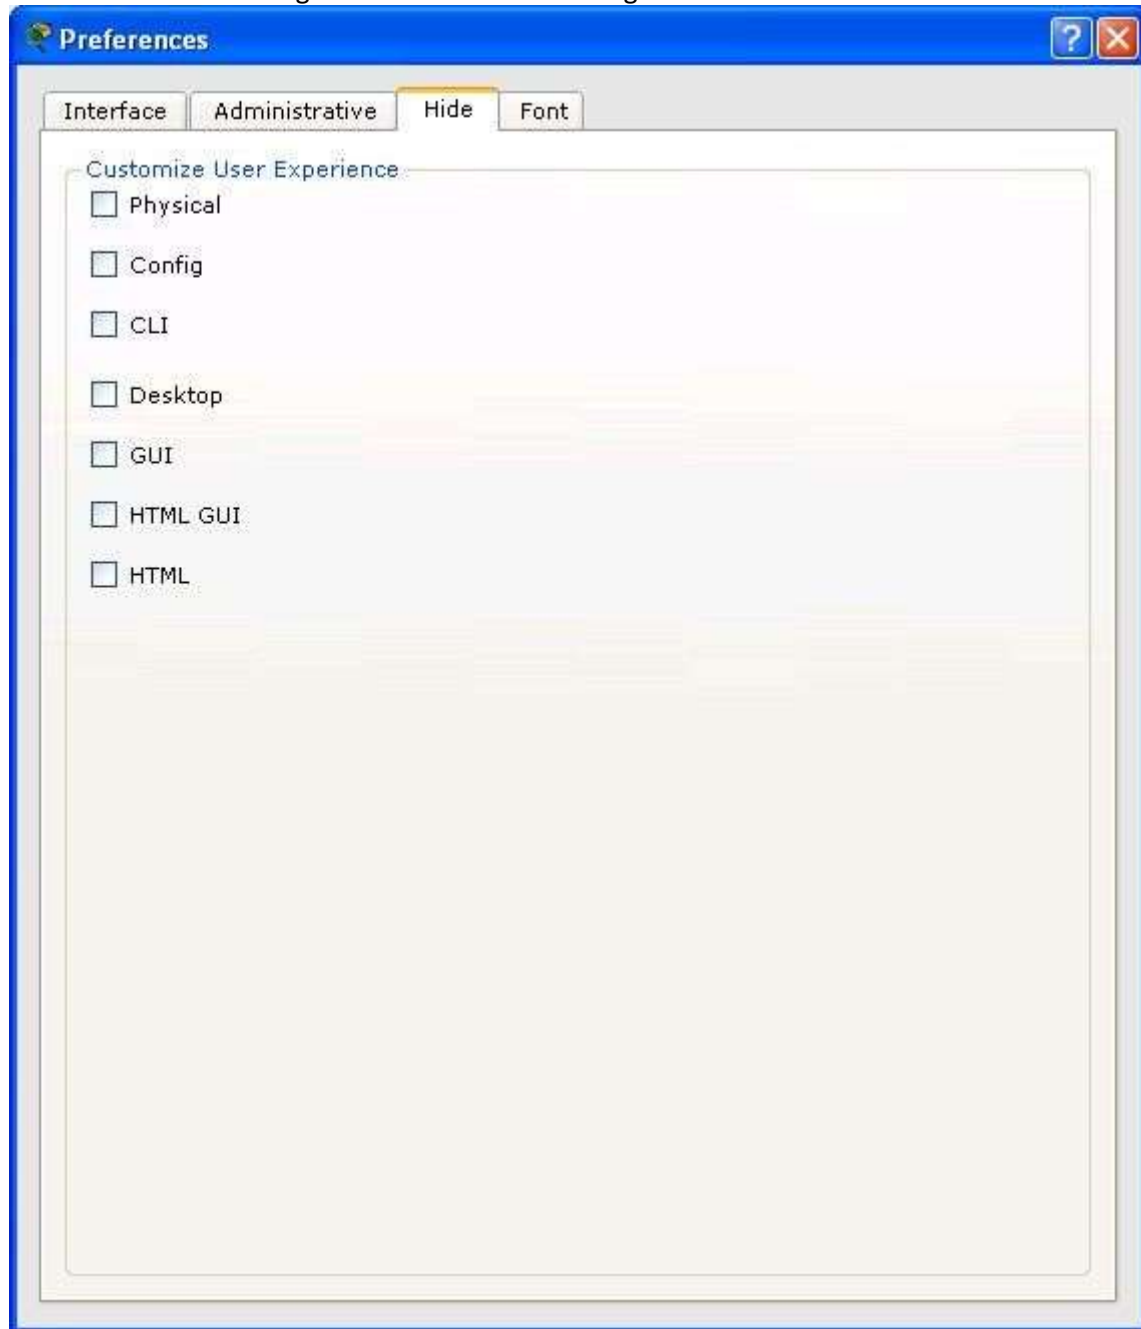 Preferences
Interface Administrative Hide Font
Customize User Experience
Physical
Config
CLI
Desktop
GUI
HTML GUI
HTML